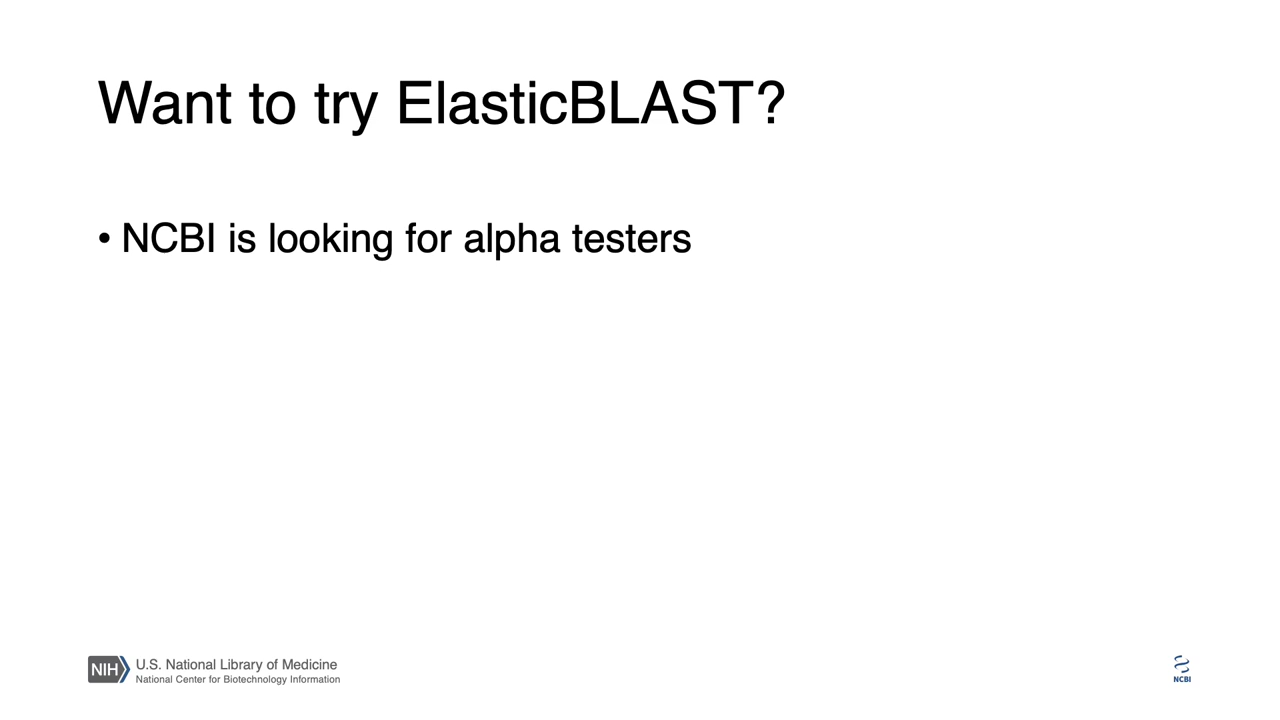 Want to try ElasticBLAST?
• NCBI is looking for alpha testers
NIH
U.S. National Library of Medicine
National Center for Biotechnology Information
NCBI